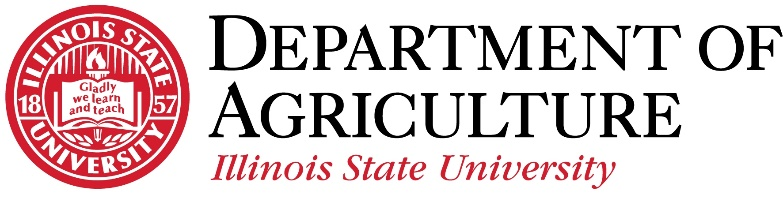 ILLINOIS STATE
Gladly
we learn
and teach
18 57
UNIVERSITY
DEPARTMENT OF
AGRICULTURE
Illinois State University